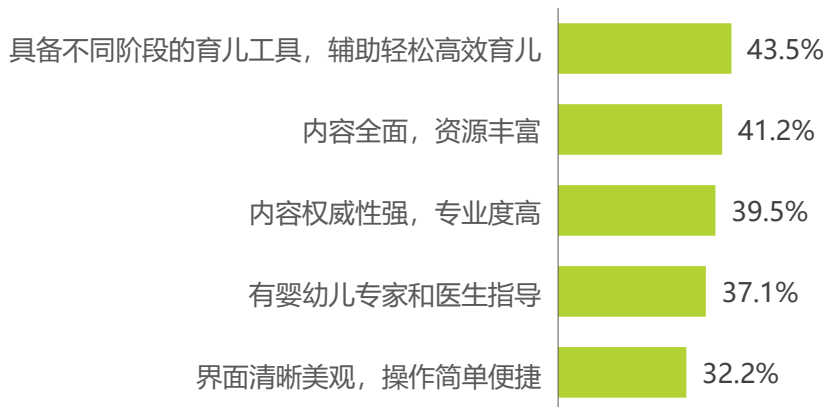 具备不同阶段的育儿工具，辅助轻松高效育儿 43.5%
内容全面，资源丰富 41.2%
内容权威性强，专业度高 39.5%
有婴幼儿专家和医生指导 37.1%
界面清晰美观，操作简单便捷 32.2%